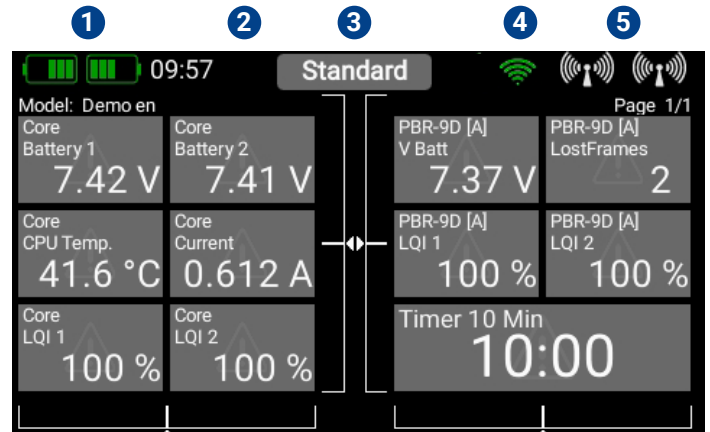 1 2 3 4 5
09:57 Standard
Model: Demo en
Page 1/1
Core
Battery 1
7.42 V
Core
Battery 2
7.41 V
PBR-9D [A]
V Batt
7.37 V
PBR-9D [A]
LostFrames
2
Core
CPU Temp.
41.6 °C
Core
Current
0.612 A
PBR-9D [A]
LQI 1
100 %
PBR-9D [A]
LQI 2
100 %
Core
LQI 1
100 %
Core
LQI 2
100 %
Timer 10 Min
10:00